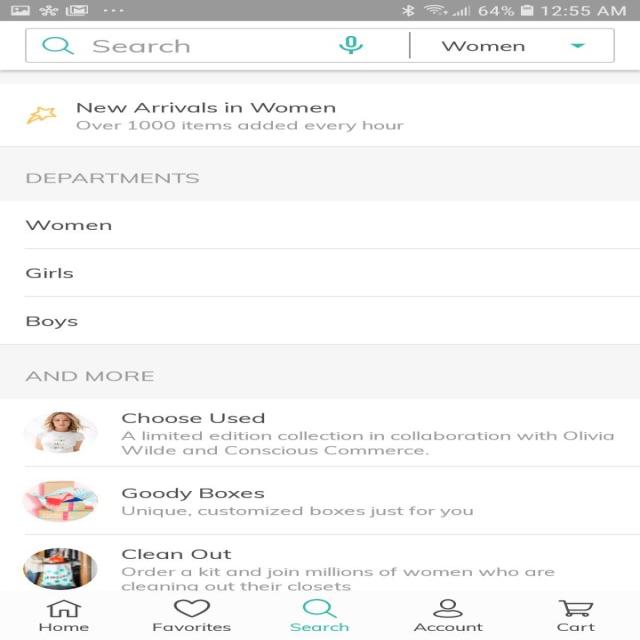 64% 12:55 AM
Search Women
New Arrivals in Women
Over 1000 items added every hour
DEPARTMENTS
Women
Girls
Boys
AND MORE
Choose Used
A limited edition collection in collaboration with Olivia
Wilde and Conscious Commerce.
Goody Boxes
Unique, customized boxes just for you
Clean Out
Order a kit and join millions of women who are
cleaning out their closets
Home Favorites Search Account Cart